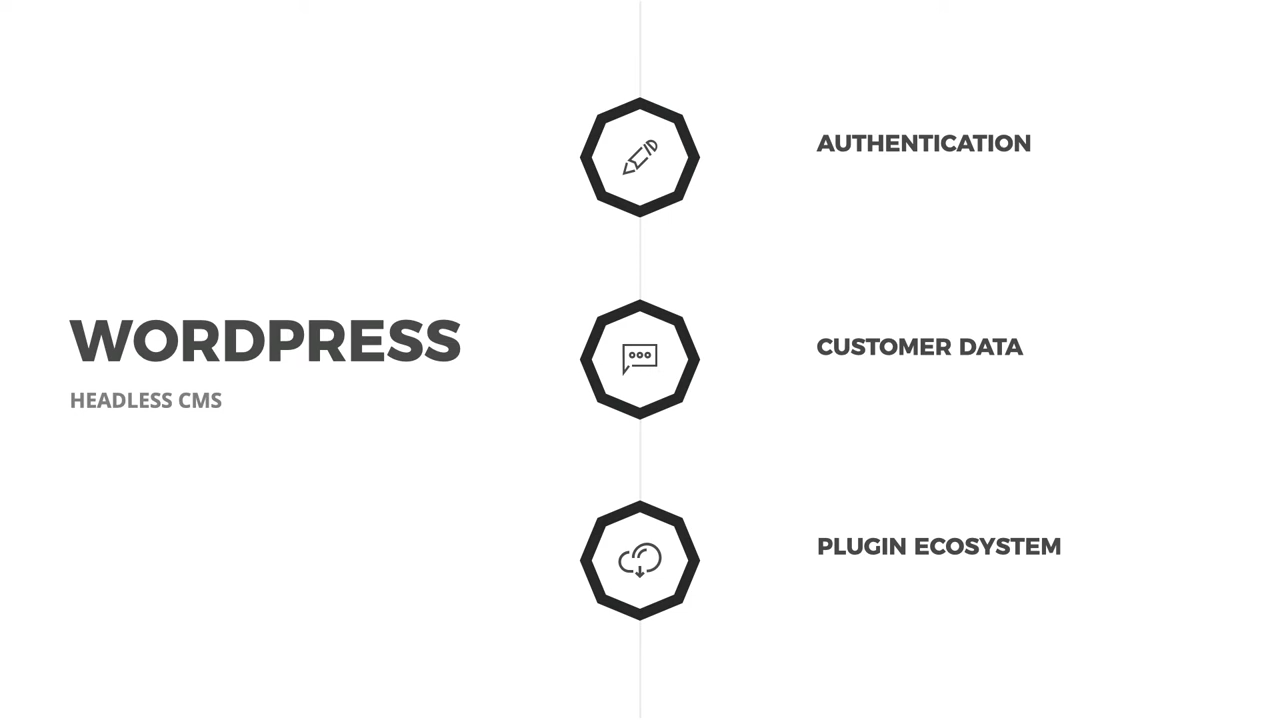 WORDPRESS
HEADLESS CMS
AUTHENTICATION
CUSTOMER DATA
PLUGIN ECOSYSTEM